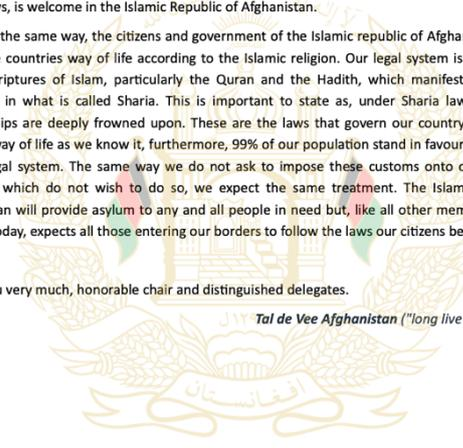 s, is welcome in the Islamic Republic of Afghanistan.
the same way, the citizens and government of the Islamic republic of Afghan
countries way of life according to the Islamic religion. Our legal system is
riptures of Islam, particularly the Quran and the Hadith, which manifest
in what is called Sharia. This is important to state as, under Sharia law
ips are deeply frowned upon. These are the laws that govern our country
way of life as we know it, furthermore, 99% of our population stand in favour
gal system. The same way we do not ask to impose these customs onto
which do not wish to do so, we expect the same treatment. The Islam
an will provide asylum to any and all people in need but, like all other mem
oday, expects all those entering our borders to follow the laws our citizens be
very much, honorable chair and distinguished delegates.
Tal de Vee Afghanistan ("long live
افغانستان